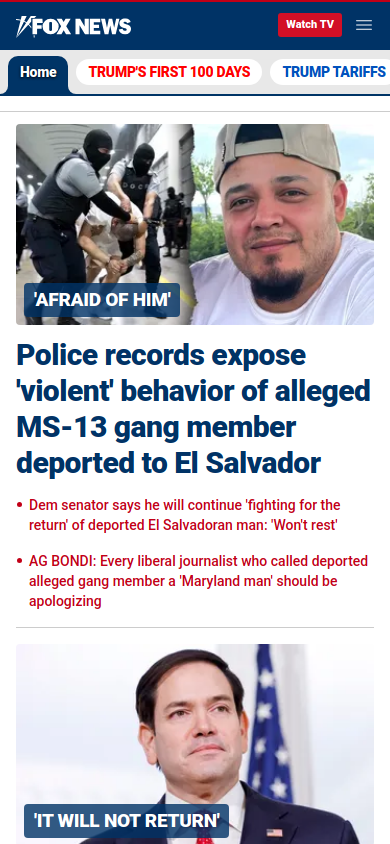 FOX NEWS
Watch TV
Home
TRUMP'S FIRST 100 DAYS
TRUMP TARIFFS
'AFRAID OF HIM'
Police records expose
'violent' behavior of alleged
MS-13 gang member
deported to El Salvador
Dem senator says he will continue 'fighting for the
return' of deported El Salvadoran man: 'Won't rest'
AG BONDI: Every liberal journalist who called deported
alleged gang member a 'Maryland man' should be
apologizing
'IT WILL NOT RETURN'